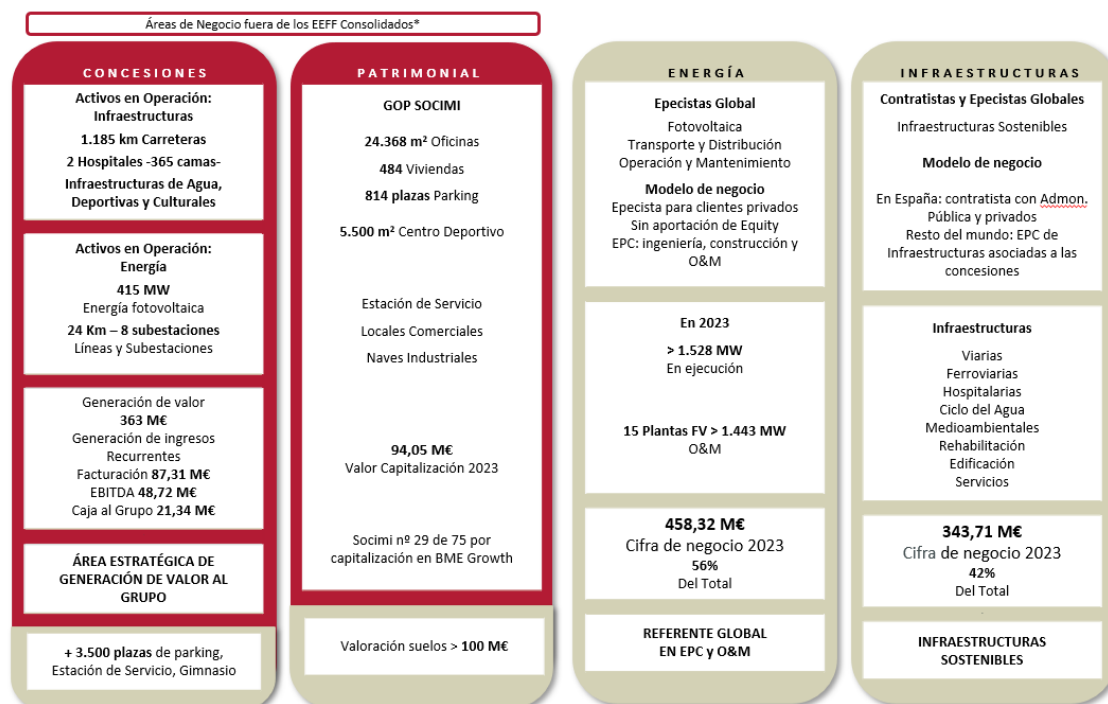 Áreas de Negocio fuera de los EEFF Consolidados*
CONCESIONES
Activos en Operación:
Infraestructuras
1.185 km Carreteras
2 Hospitales -365 camas-
Infraestructuras de Agua,
Deportivas y Culturales
Activos en Operación:
Energía
415 MW
Energía fotovoltaica
24 Km – 8 subestaciones
Líneas y Subestaciones
Generación de valor
363 M€
Generación de ingresos
Recurrentes
Facturación 87,31 M€
EBITDA 48,72 M€
Caja al Grupo 21,34 M€
ÁREA ESTRATÉGICA DE
GENERACIÓN DE VALOR AL
GRUPO
+ 3.500 plazas de parking,
Estación de Servicio, Gimnasio
PATRIMONIAL
GOP SOCIMI
24.368 m² Oficinas
484 Viviendas
814 plazas Parking
5.500 m² Centro Deportivo
Estación de Servicio
Locales Comerciales
Naves Industriales
94,05 M€
Valor Capitalización 2023
Socimi nº 29 de 75 por
capitalización en BME Growth
Valoración suelos > 100 M€
ENERGÍA
Epecistas Global
Fotovoltaica
Transporte y Distribución
Operación y Mantenimiento
Modelo de negocio
Epecista para clientes privados
Sin aportación de Equity
EPC: ingeniería, construcción y
O&M
En 2023
> 1.528 MW
En ejecución
15 Plantas FV > 1.443 MW
O&M
458,32 M€
Cifra de negocio 2023
56%
Del Total
REFERENTE GLOBAL
EN EPC y O&M
INFRAESTRUCTURAS
Contratistas y Epecistas Globales
Infraestructuras Sostenibles
Modelo de negocio
En España: contratista con Admon.
Pública y privados
Resto del mundo: EPC de
Infraestructuras asociadas a las
concesiones
Infraestructuras
Viarias
Ferroviarias
Hospitalarias
Ciclo del Agua
Medioambientales
Rehabilitación
Edificación
Servicios
343,71 M€
Cifra de negocio 2023
42%
Del Total
INFRAESTRUCTURAS
SOSTENIBLES